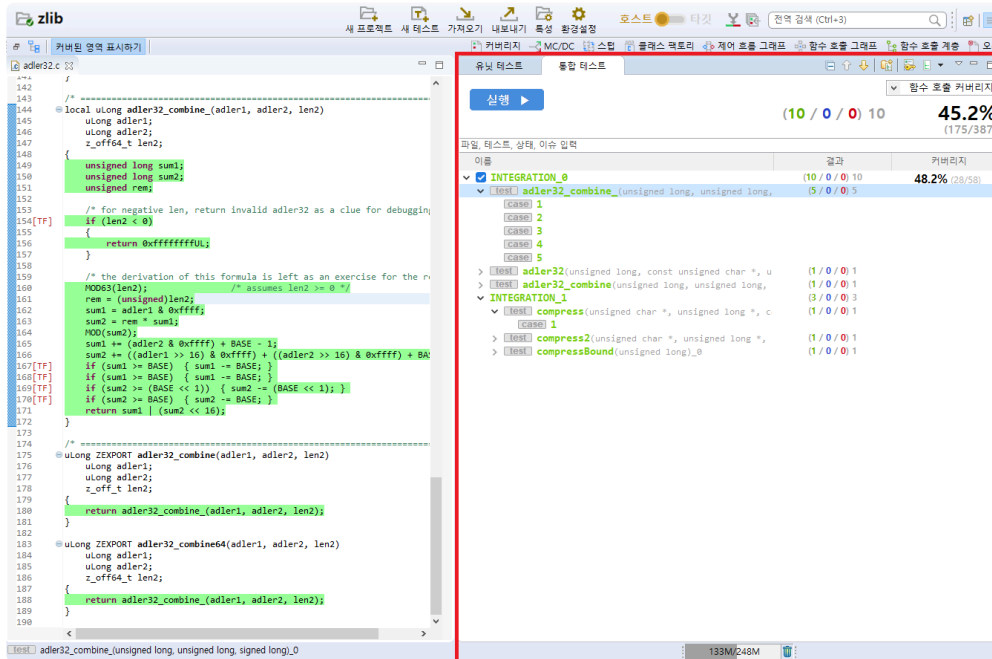 zlib
새 프로젝트 새 테스트 가져오기 내보내기 특성 환경설정
호스트 타깃
전역 검색 (Ctrl+3)
커버된 영역 표시하기
커버리지 MC/DC 스텁 클래스 팩토리 제어 흐름 그래프 함수 호출 그래프 함수 호출 계층 오
adler32.c
141 }
142
143 /* ========================================================
144 local uLong adler32_combine_(adler1, adler2, len2)
145 uLong adler1;
146 uLong adler2;
147 z_off64_t len2;
148 {
149 unsigned long sum1;
150 unsigned long sum2;
151 unsigned rem;
152
153 /* for negative len, return invalid adler32 as a clue for debugging
154[TF] if (len2 < 0)
155 {
156 return 0xffffffffUL;
157 }
158
159 /* the derivation of this formula is left as an exercise for the re
160 MOD63(len2); /* assumes len2 >= 0 */
161 rem = (unsigned)len2;
162 sum1 = adler1 & 0xffff;
163 sum2 = rem * sum1;
164 MOD(sum2);
165 sum1 += (adler2 & 0xffff) + BASE - 1;
166 sum2 += ((adler1 >> 16) & 0xffff) + ((adler2 >> 16) & 0xffff) + BAS
167[TF] if (sum1 >= BASE) { sum1 -= BASE; }
168[TF] if (sum1 >= BASE) { sum1 -= BASE; }
169[TF] if (sum2 >= (BASE << 1)) { sum2 -= (BASE << 1); }
170[TF] if (sum2 >= BASE) { sum2 -= BASE; }
171 return sum1 | (sum2 << 16);
172 }
173
174 /* ========================================================
175 uLong ZEXPORT adler32_combine(adler1, adler2, len2)
176 uLong adler1;
177 uLong adler2;
178 z_off_t len2;
179 {
180 return adler32_combine_(adler1, adler2, len2);
181 }
182
183 uLong ZEXPORT adler32_combine64(adler1, adler2, len2)
184 uLong adler1;
185 uLong adler2;
186 z_off64_t len2;
187 {
188 return adler32_combine_(adler1, adler2, len2);
189 }
190
유닛 테스트 통합 테스트
실행
함수 호출 커버리지
(10 / 0 / 0) 10 45.2%
(175/387
파일, 테스트, 상태, 이슈 입력
이름 결과 커버리지
INTEGRATION_0 (10 / 0 / 0) 10 48.2% (28/58)
test adler32_combine_(unsigned long, unsigned long, (5 / 0 / 0) 5
case 1
case 2
case 3
case 4
case 5
test adler32(unsigned long, const unsigned char *, u (1 / 0 / 0) 1
test adler32_combine(unsigned long, unsigned long, (1 / 0 / 0) 1
INTEGRATION_1 (3 / 0 / 0) 3
test compress(unsigned char *, unsigned long *, c (1 / 0 / 0) 1
case 1
test compress2(unsigned char *, unsigned long *, (1 / 0 / 0) 1
test compressBound(unsigned long)_0 (1 / 0 / 0) 1
test adler32_combine_(unsigned long, unsigned long, signed long)_0
133M/248M